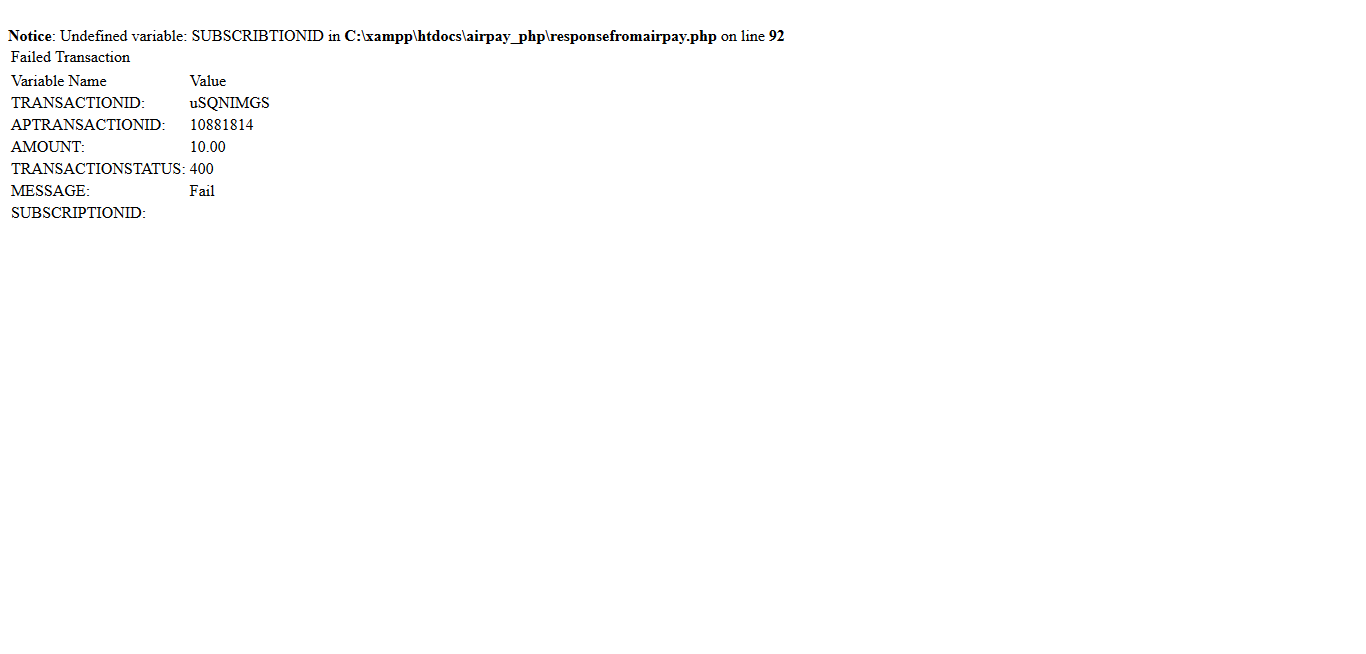 Notice: Undefined variable: SUBSCRIBTIONID in C:\xampp\htdocs\airpay_php\responsefromairpay.php on line 92
Failed Transaction
Variable Name Value
TRANSACTIONID: uSQNIMGS
APTRANSACTIONID: 10881814
AMOUNT: 10.00
TRANSACTIONSTATUS: 400
MESSAGE: Fail
SUBSCRIPTIONID: